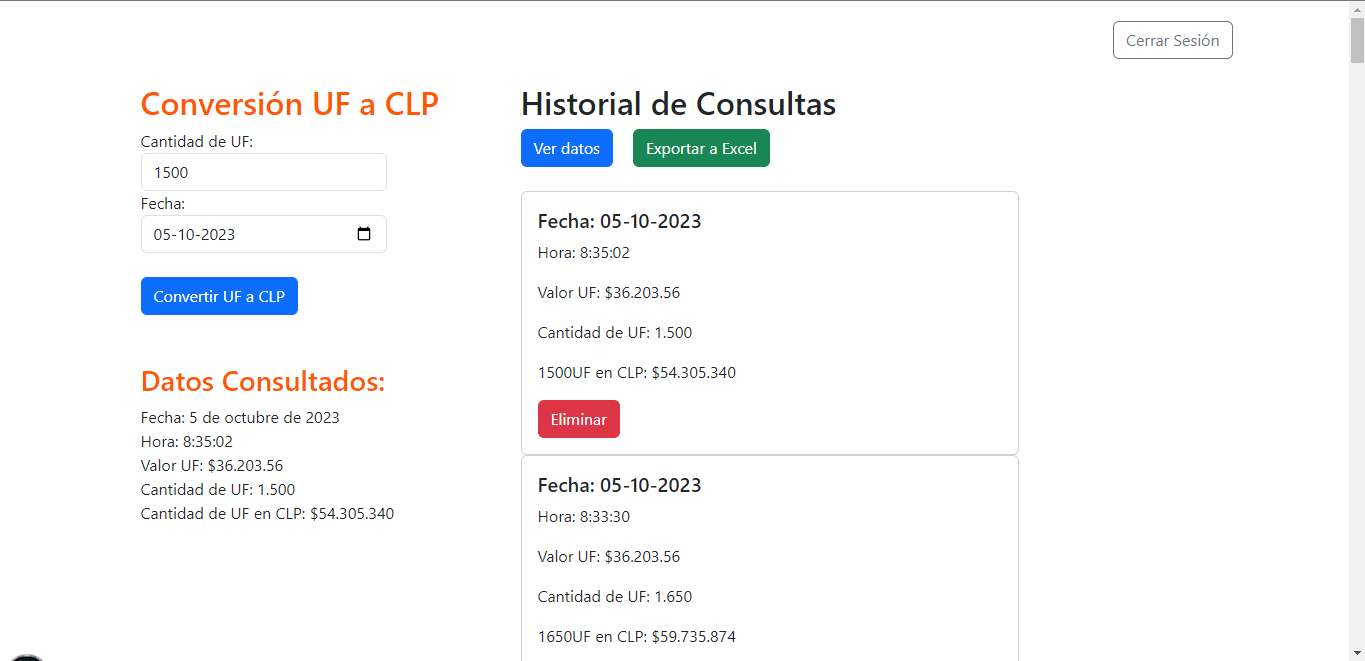 Cerrar Sesión
Conversión UF a CLP
Cantidad de UF:
1500
Fecha:
05-10-2023
Convertir UF a CLP
Datos Consultados:
Fecha: 5 de octubre de 2023
Hora: 8:35:02
Valor UF: $36.203.56
Cantidad de UF: 1.500
Cantidad de UF en CLP: $54.305.340
Historial de Consultas
Ver datos
Exportar a Excel
Fecha: 05-10-2023
Hora: 8:35:02
Valor UF: $36.203.56
Cantidad de UF: 1.500
1500UF en CLP: $54.305.340
Eliminar
Fecha: 05-10-2023
Hora: 8:33:30
Valor UF: $36.203.56
Cantidad de UF: 1.650
1650UF en CLP: $59.735.874